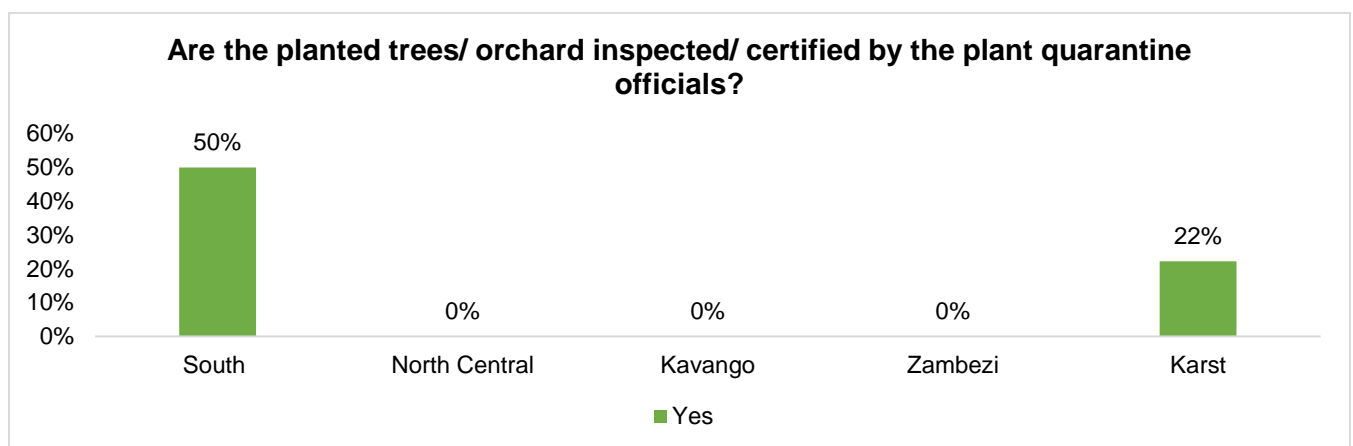 Are the planted trees/ orchard inspected/ certified by the plant quarantine
officials?
60%
50%
40%
30%
20%
10%
0%
50%
0%
0%
0%
22%
South
North Central
Kavango
Zambezi
Karst
Yes